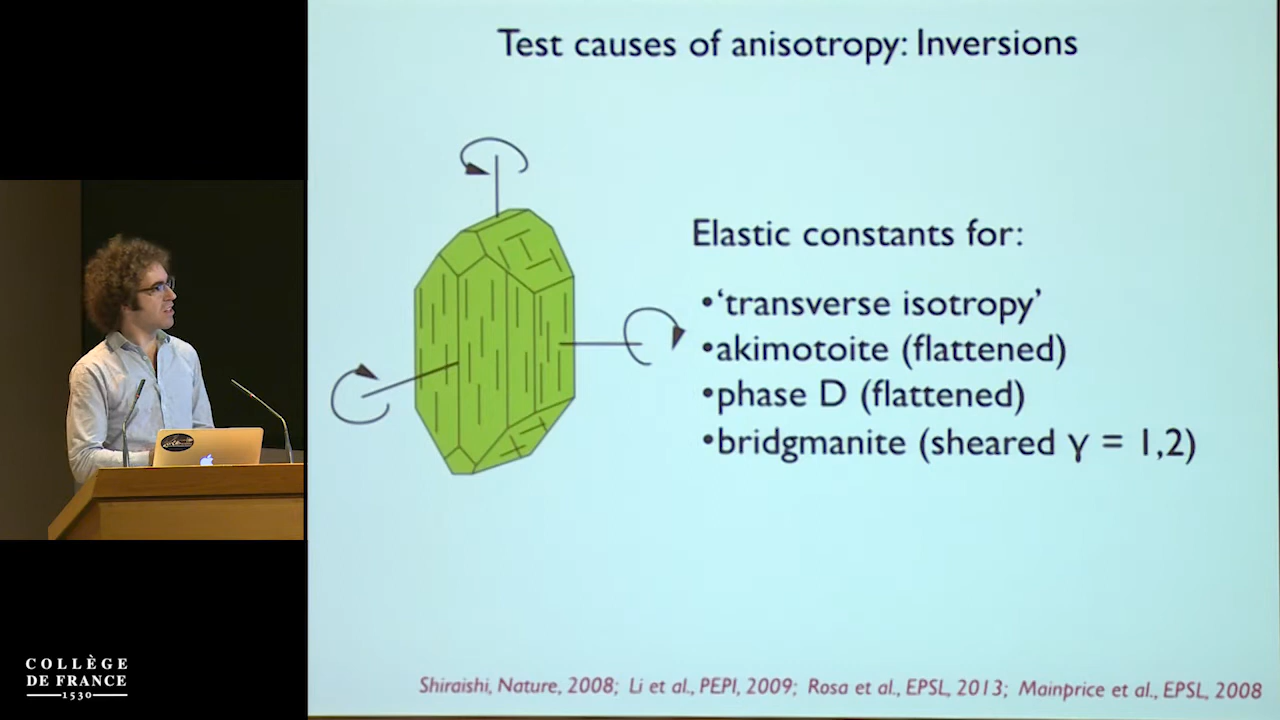 Test causes of anisotropy: Inversions
Elastic constants for:
•‘transverse isotropy’
•akimotoite (flattened)
•phase D (flattened)
•bridgmanite (sheared γ = 1,2)
Shiraishi, Nature, 2008; Li et al., PEPI, 2009; Rosa et al., EPSL, 2013; Mainprice et al., EPSL, 2008
COLLÈGE
DE FRANCE
1530